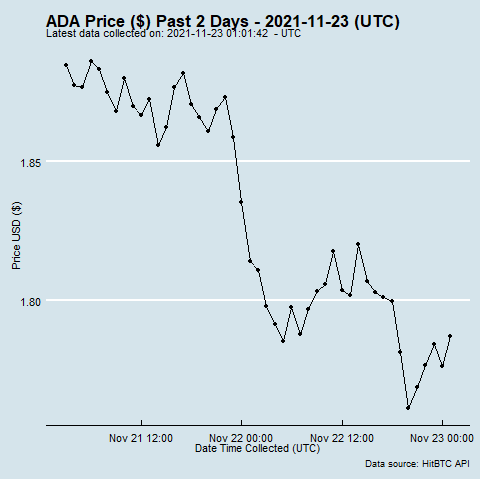 ADA Price ($) Past 2 Days - 2021-11-23 (UTC)
Latest data collected on: 2021-11-23 01:01:42  - UTC
1.85
Price USD ($)
1.80
Nov 21 12:00 Nov 22 00:00 Nov 22 12:00 Nov 23 00:00
Date Time Collected (UTC)
Data source: HitBTC API